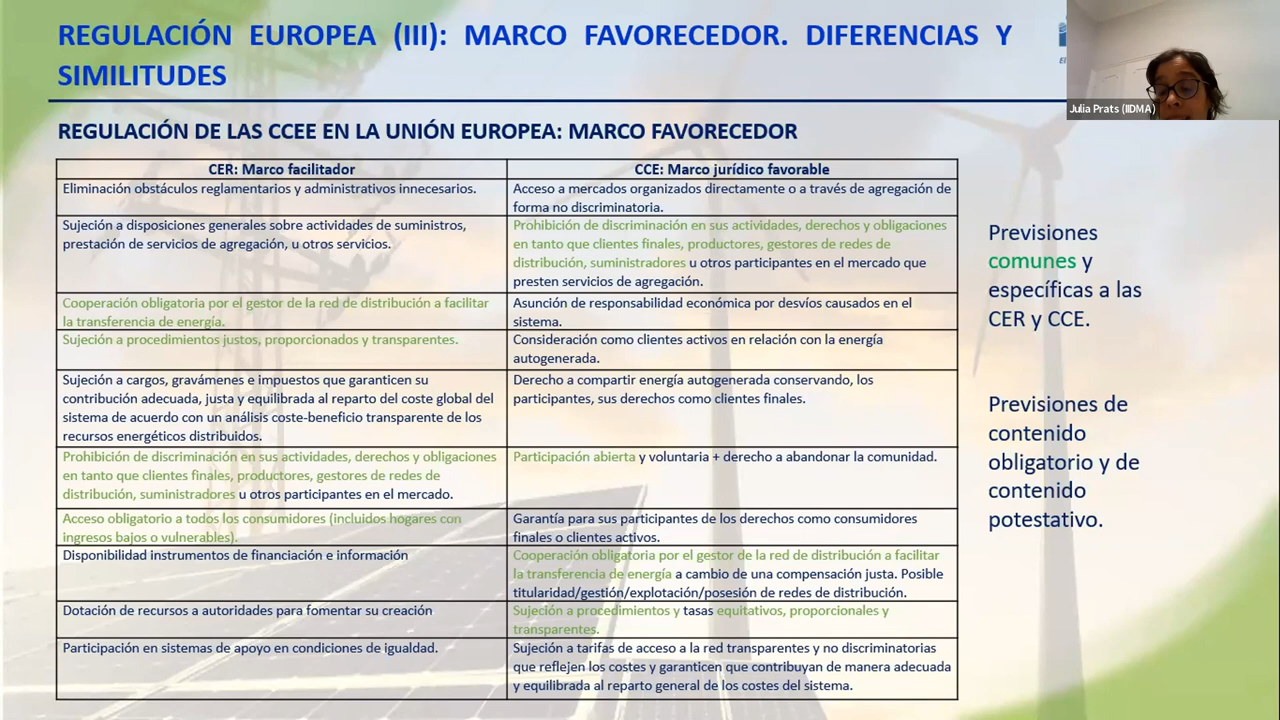 REGULACIÓN EUROPEA (III): MARCO FAVORECEDOR. DIFERENCIAS Y
SIMILITUDES
Julia Prats (IIDMA)
REGULACIÓN DE LAS CCEE EN LA UNIÓN EUROPEA: MARCO FAVORECEDOR
CER: Marco facilitador
CCE: Marco jurídico favorable
Eliminación obstáculos reglamentarios y administrativos innecesarios.
Acceso a mercados organizados directamente o a través de agregación de
forma no discriminatoria.
Sujeción a disposiciones generales sobre actividades de suministros,
prestación de servicios de agregación, u otros servicios.
Prohibición de discriminación en sus actividades, derechos y obligaciones
en tanto que clientes finales, productores, gestores de redes de
distribución, suministradores u otros participantes en el mercado que
presten servicios de agregación.
Cooperación obligatoria por el gestor de la red de distribución a facilitar
la transferencia de energía.
Asunción de responsabilidad económica por desvíos causados en el
sistema.
Sujeción a procedimientos justos, proporcionados y transparentes.
Consideración como clientes activos en relación con la energía
autogenerada.
Sujeción a cargos, gravámenes e impuestos que garanticen su
contribución adecuada, justa y equilibrada al reparto del coste global del
sistema de acuerdo con un análisis coste-beneficio transparente de los
recursos energéticos distribuidos.
Derecho a compartir energía autogenerada conservando, los
participantes, sus derechos como clientes finales.
Prohibición de discriminación en sus actividades, derechos y obligaciones
en tanto que clientes finales, productores, gestores de redes de
distribución, suministradores u otros participantes en el mercado.
Participación abierta y voluntaria + derecho a abandonar la comunidad.
Acceso obligatorio a todos los consumidores (incluidos hogares con
ingresos bajos o vulnerables).
Garantía para sus participantes de los derechos como consumidores
finales o clientes activos.
Disponibilidad instrumentos de financiación e información
Cooperación obligatoria por el gestor de la red de distribución a facilitar
la transferencia de energía a cambio de una compensación justa. Posible
titularidad/gestión/explotación/posesión de redes de distribución.
Dotación de recursos a autoridades para fomentar su creación
Sujeción a procedimientos y tasas equitativos, proporcionales y
transparentes.
Participación en sistemas de apoyo en condiciones de igualdad.
Sujeción a tarifas de acceso a la red transparentes y no discriminatorias
que reflejen los costes y garanticen que contribuyan de manera adecuada
y equilibrada al reparto general de los costes del sistema.
Previsiones
comunes y
específicas a las
CER y CCE.
Previsiones de
contenido
obligatorio y de
contenido
potestativo.